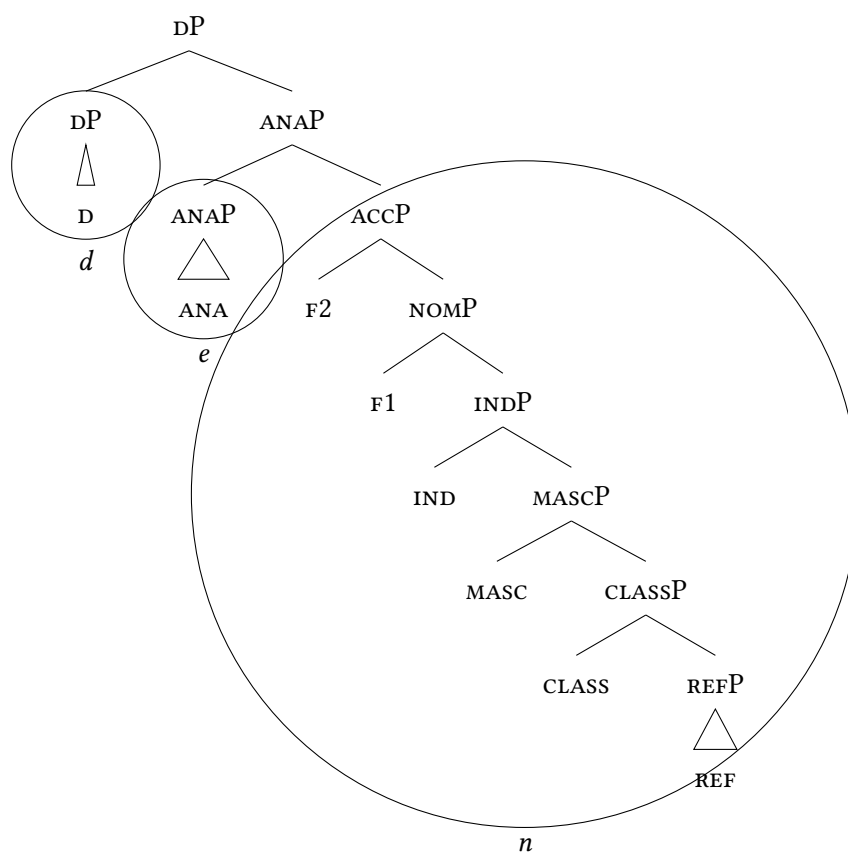 DP
DP ANAP
D ANAP ACCP
d
ANA F2 NOMP
e
F1 INDP
IND MASCP
MASC CLASSP
CLASS REFP
REF
n